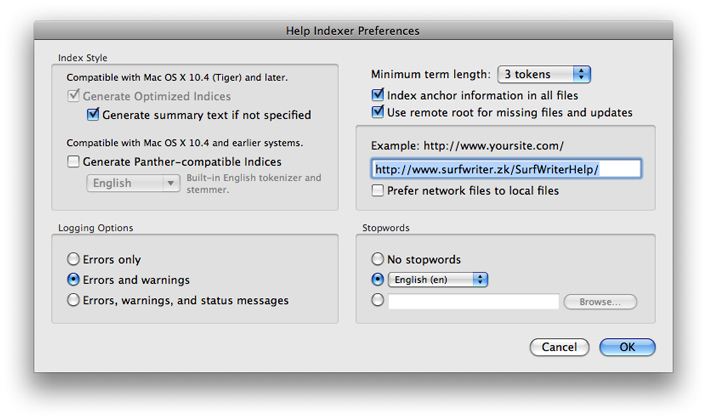 Help Indexer Preferences
Index Style
Compatible with Mac OS X 10.4 (Tiger) and later.
Generate Optimized Indices
Generate summary text if not specified
Compatible with Mac OS X 10.4 and earlier systems.
Generate Panther-compatible Indices
English
Built-in English tokenizer and
stemmer.
Minimum term length: 3 tokens
Index anchor information in all files
Use remote root for missing files and updates
Example: http://www.yoursite.com/
http://www.surfwriter.zk/SurfWriterHelp/
Prefer network files to local files
Logging Options
Errors only
Errors and warnings
Errors, warnings, and status messages
Stopwords
No stopwords
English (en)
Browse...
Cancel OK